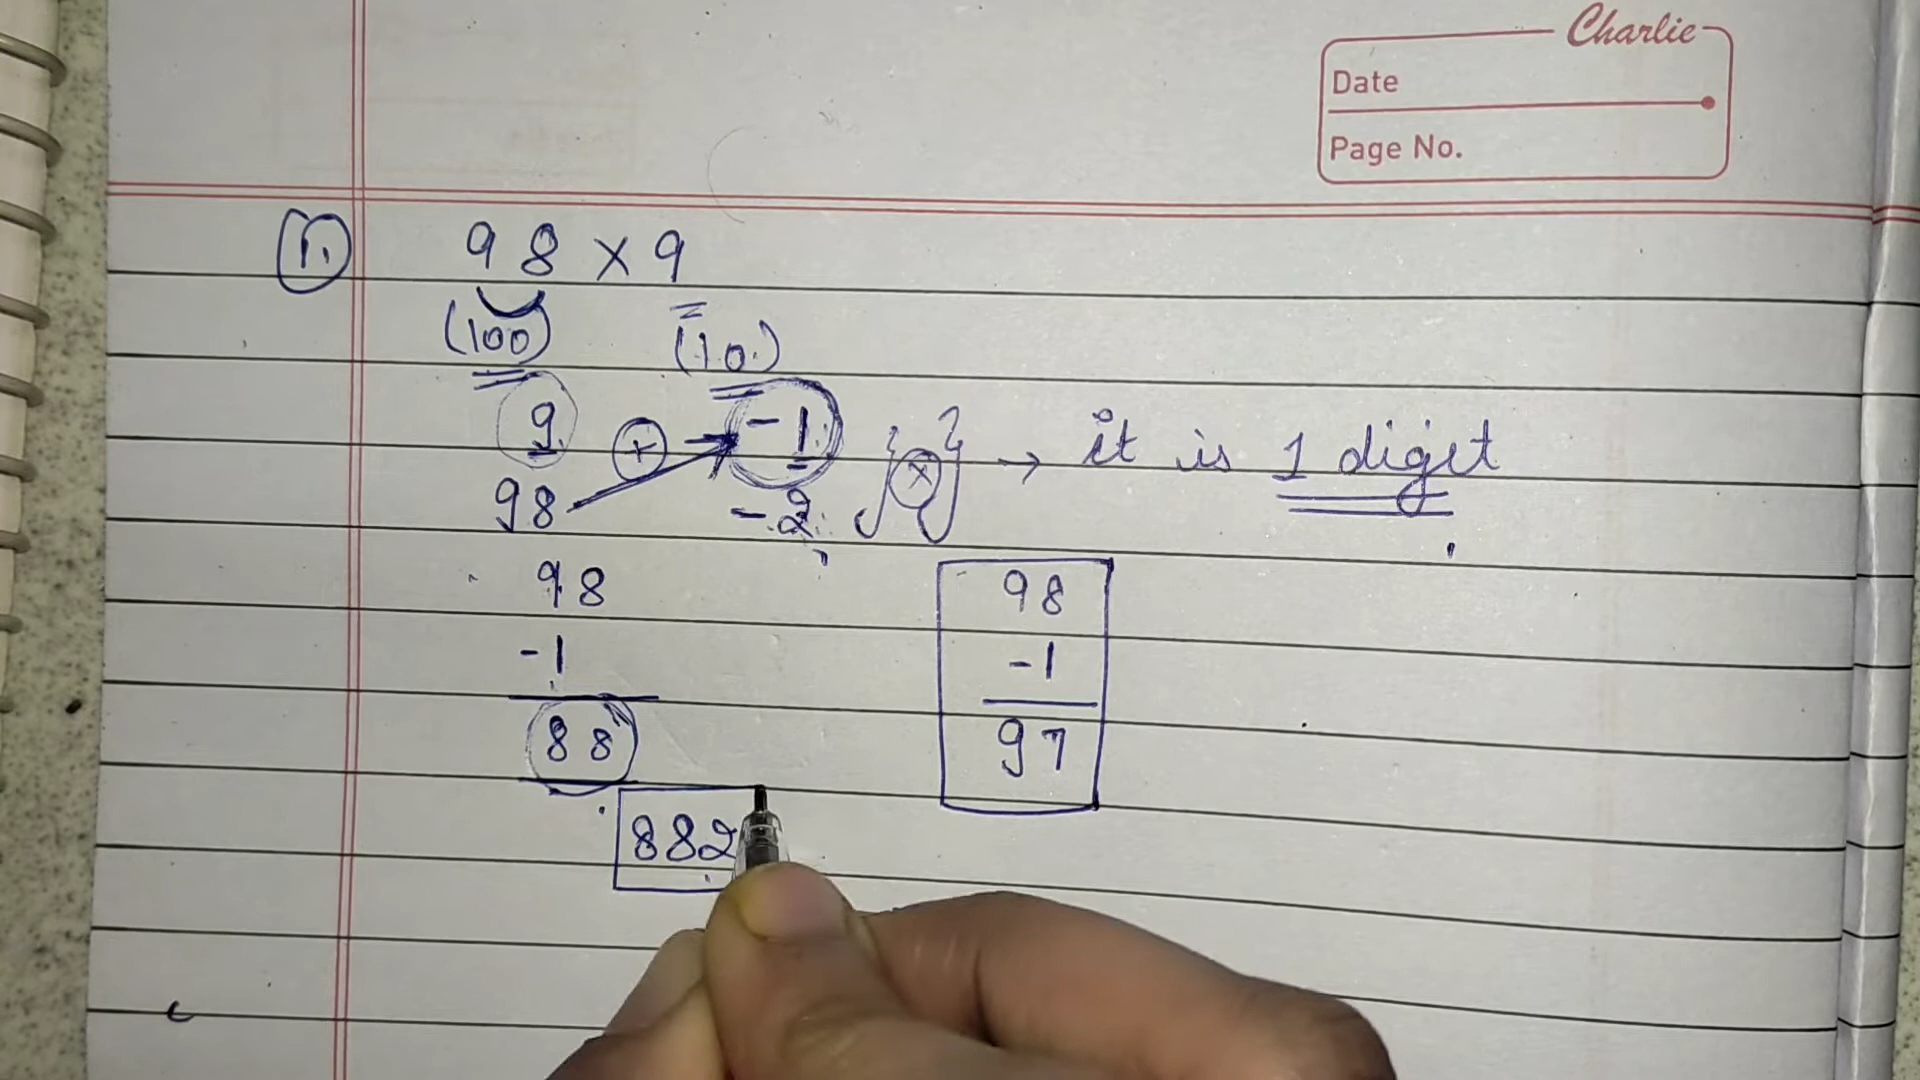 Charlie
Date
Page No.
1. 98 × 9
(100) (10)
9 + -1 × → it is 1 diget
98 -2
98
-1
88
98
-1
97
882